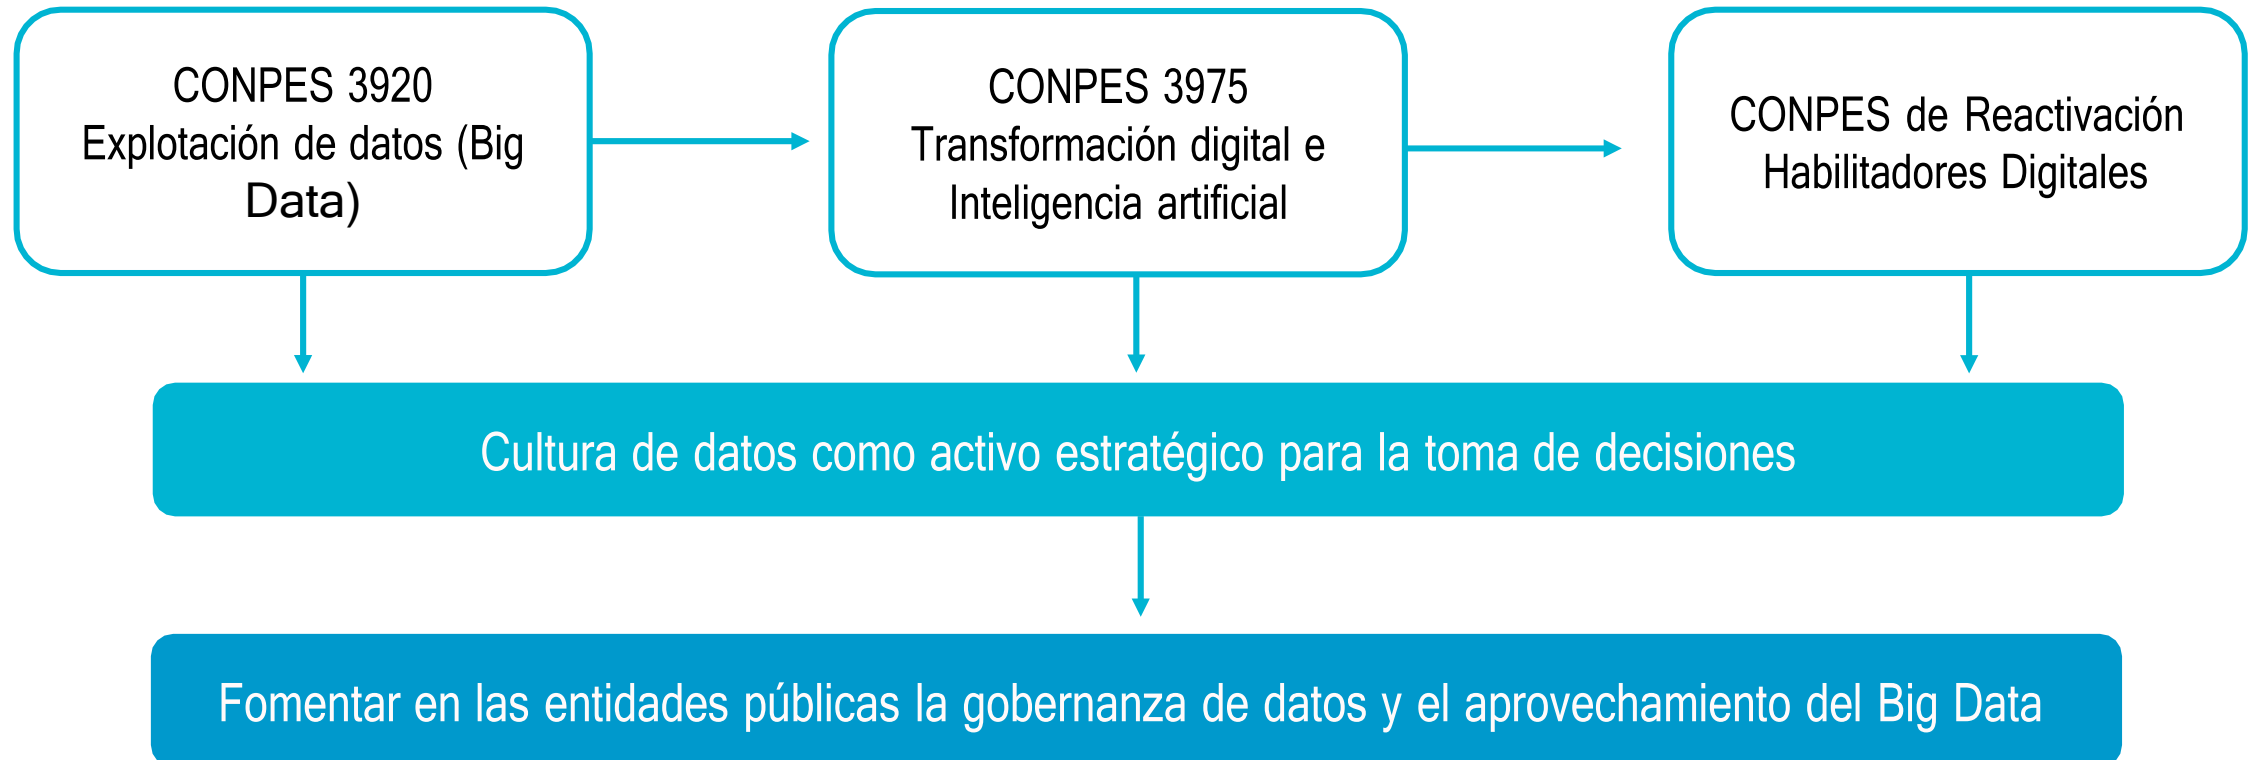 CONPES 3920
Explotación de datos (Big
Data)
CONPES 3975
Transformación digital e
Inteligencia artificial
CONPES de Reactivación
Habilitadores Digitales
Cultura de datos como activo estratégico para la toma de decisiones
Fomentar en las entidades públicas la gobernanza de datos y el aprovechamiento del Big Data